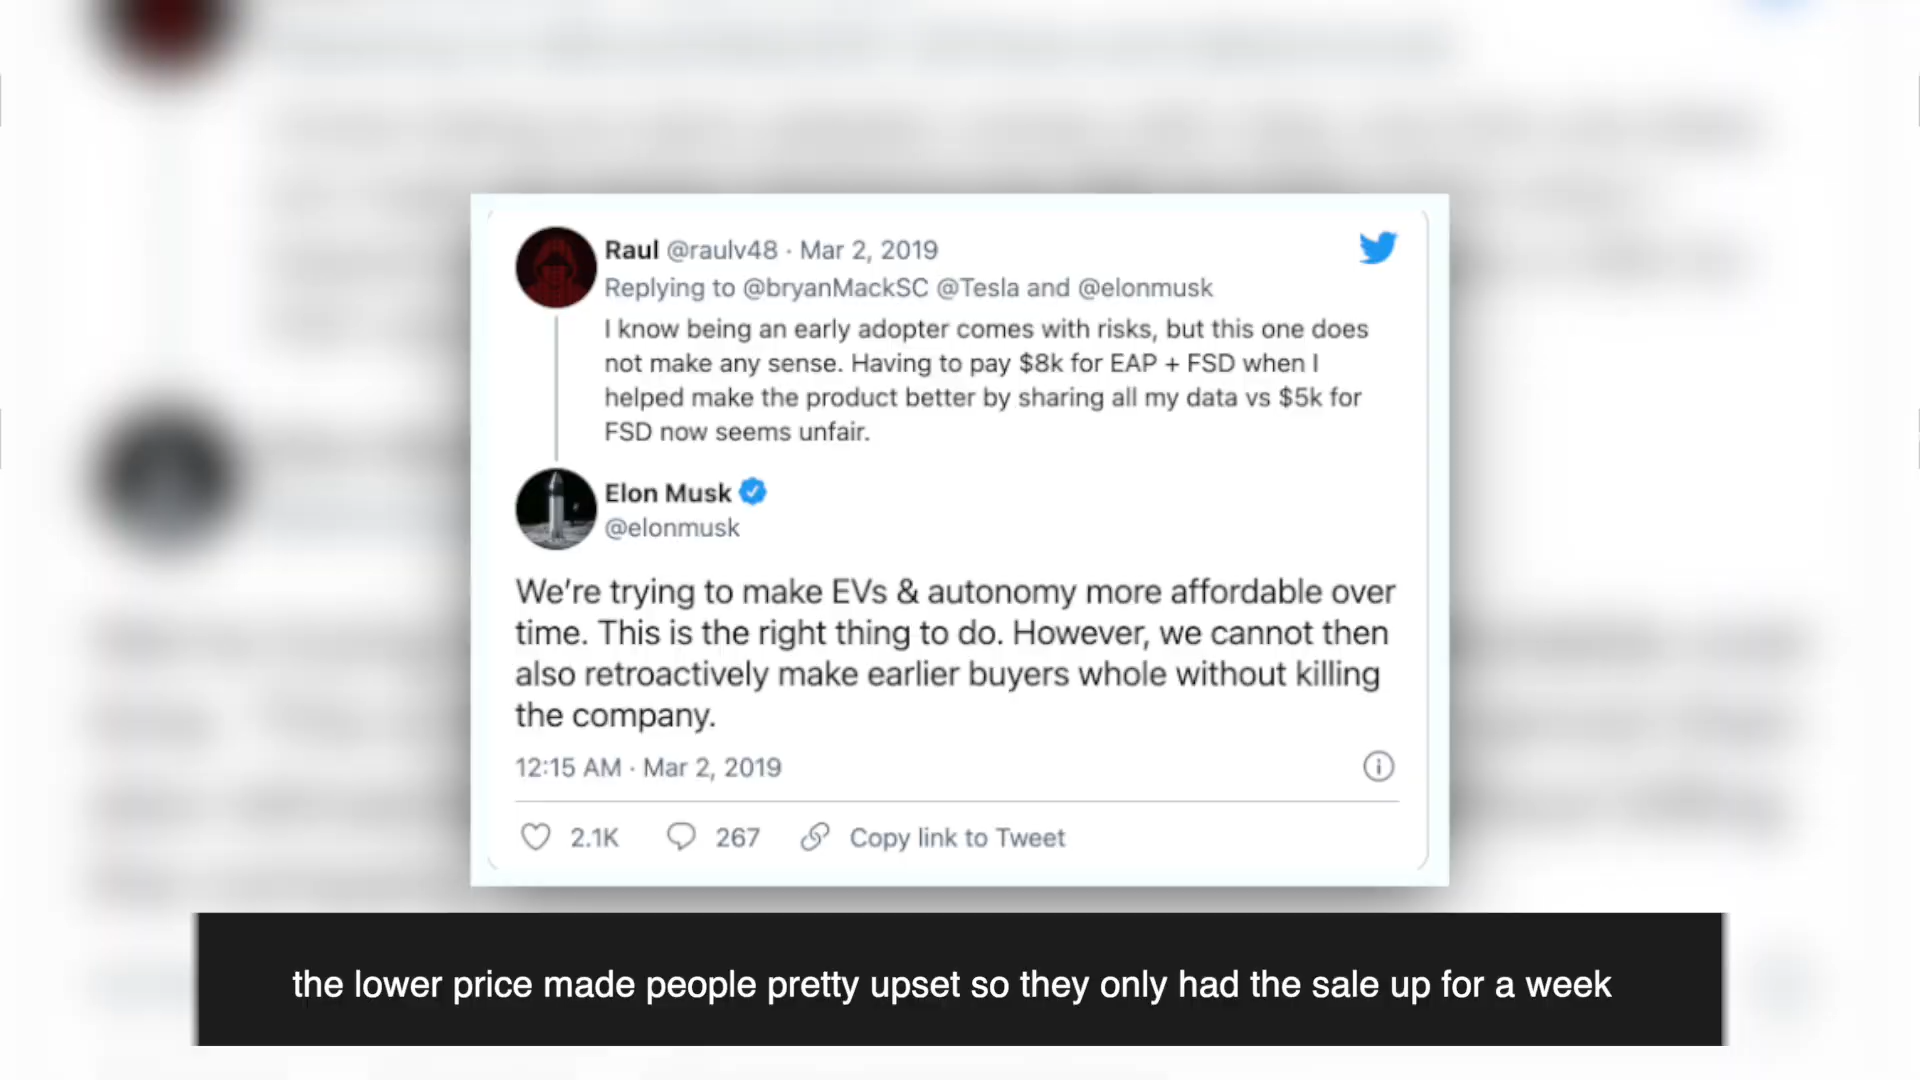 Raul @raulv48 · Mar 2, 2019
Replying to @bryanMackSC @Tesla and @elonmusk
I know being an early adopter comes with risks, but this one does
not make any sense. Having to pay $8k for EAP + FSD when I
helped make the product better by sharing all my data vs $5k for
FSD now seems unfair.
Elon Musk
@elonmusk
We're trying to make EVs & autonomy more affordable over
time. This is the right thing to do. However, we cannot then
also retroactively make earlier buyers whole without killing
the company.
12:15 AM · Mar 2, 2019
2.1K 267 Copy link to Tweet
the lower price made people pretty upset so they only had the sale up for a week